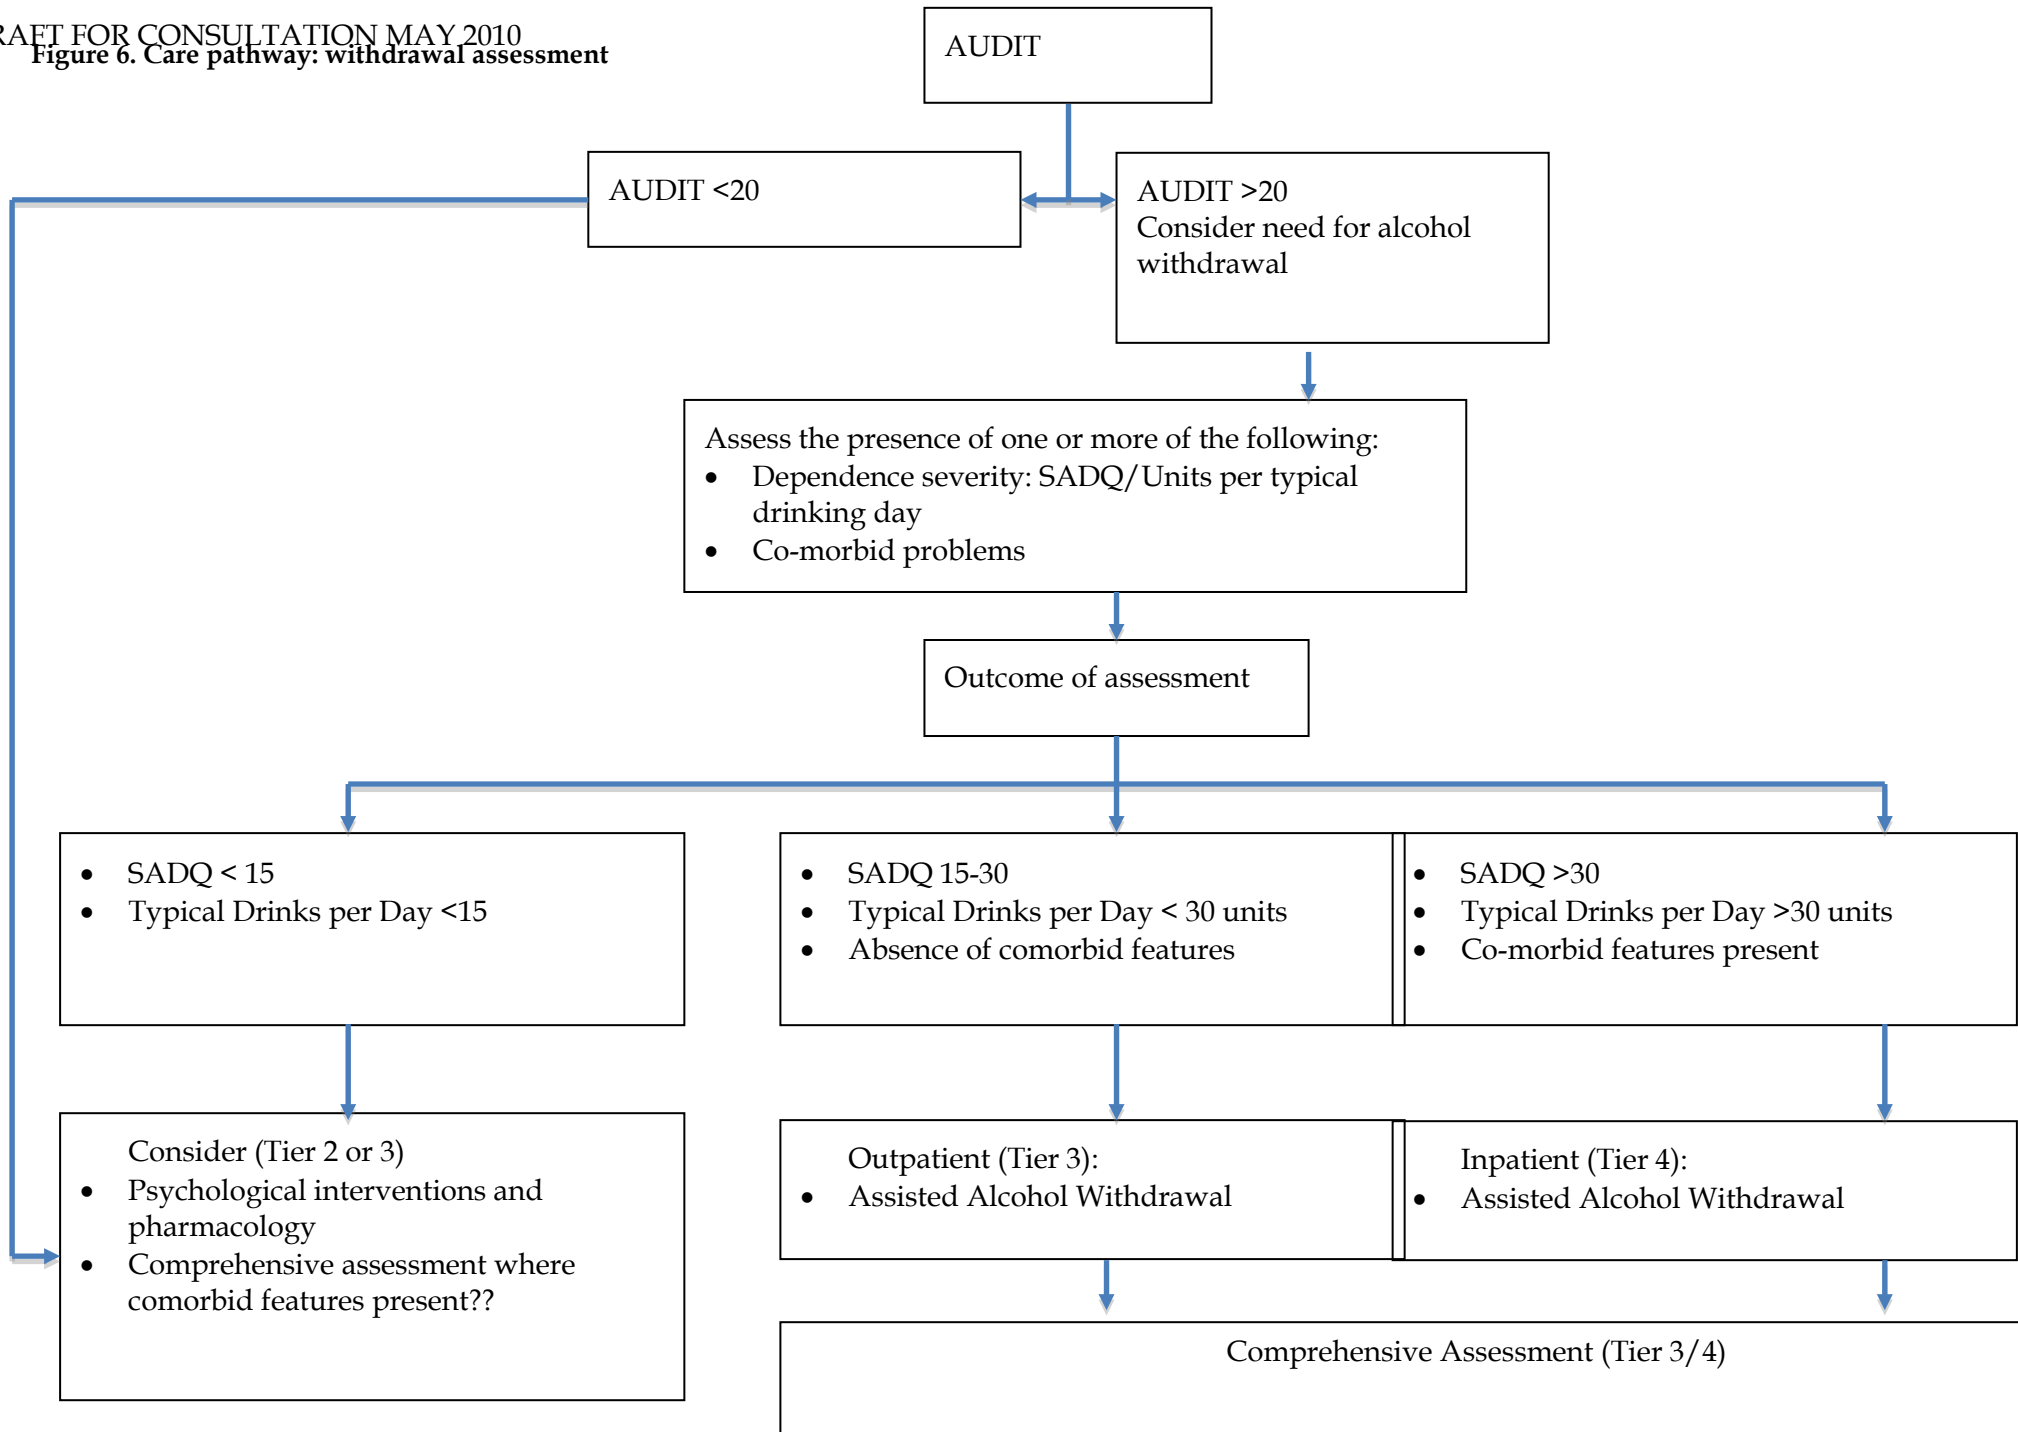 RAFT FOR CONSULTATION MAY 2010
Figure 6. Care pathway: withdrawal assessment
AUDIT
AUDIT <20
AUDIT >20
Consider need for alcohol
withdrawal
Assess the presence of one or more of the following:
• Dependence severity: SADQ/Units per typical
drinking day
• Co-morbid problems
Outcome of assessment
• SADQ < 15
• Typical Drinks per Day <15
• SADQ 15-30
• Typical Drinks per Day < 30 units
• Absence of comorbid features
• SADQ >30
• Typical Drinks per Day >30 units
• Co-morbid features present
Consider (Tier 2 or 3)
• Psychological interventions and
pharmacology
• Comprehensive assessment where
comorbid features present??
Outpatient (Tier 3):
• Assisted Alcohol Withdrawal
Inpatient (Tier 4):
• Assisted Alcohol Withdrawal
Comprehensive Assessment (Tier 3/4)